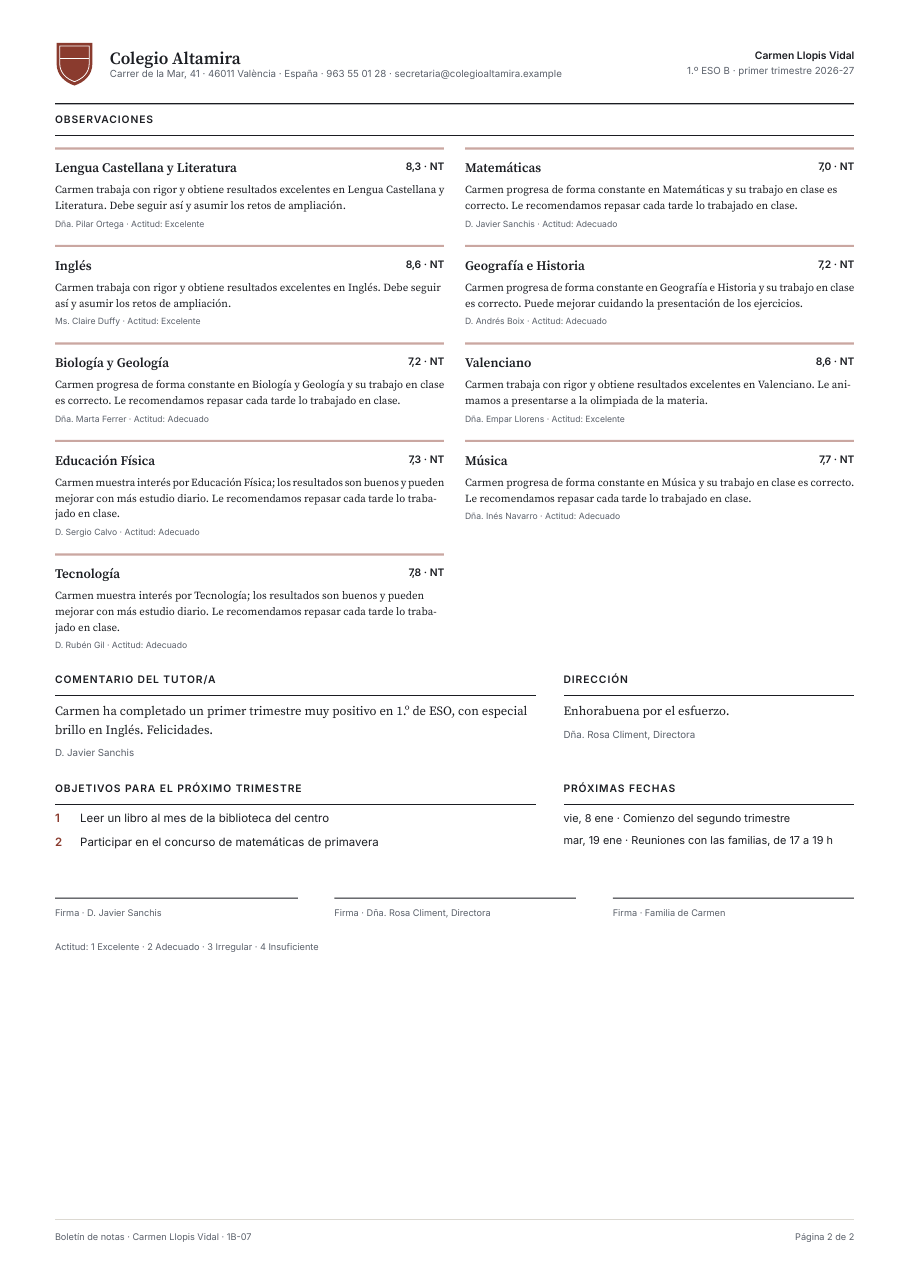 Colegio Altamira
Carrer de la Mar, 41 · 46011 València · España · 963 55 01 28 · secretaria@colegioaltamira.example
Carmen Llopis Vidal
1.º ESO B · primer trimestre 2026-27
OBSERVACIONES
Lengua Castellana y Literatura 8,3 · NT
Carmen trabaja con rigor y obtiene resultados excelentes en Lengua Castellana y
Literatura. Debe seguir así y asumir los retos de ampliación.
Dña. Pilar Ortega · Actitud: Excelente
Matemáticas 7,0 · NT
Carmen progresa de forma constante en Matemáticas y su trabajo en clase es
correcto. Le recomendamos repasar cada tarde lo trabajado en clase.
D. Javier Sanchis · Actitud: Adecuado
Inglés 8,6 · NT
Carmen trabaja con rigor y obtiene resultados excelentes en Inglés. Debe seguir
así y asumir los retos de ampliación.
Ms. Claire Duffy · Actitud: Excelente
Geografía e Historia 7,2 · NT
Carmen progresa de forma constante en Geografía e Historia y su trabajo en clase
es correcto. Puede mejorar cuidando la presentación de los ejercicios.
D. Andrés Boix · Actitud: Adecuado
Biología y Geología 7,2 · NT
Carmen progresa de forma constante en Biología y Geología y su trabajo en clase
es correcto. Le recomendamos repasar cada tarde lo trabajado en clase.
Dña. Marta Ferrer · Actitud: Adecuado
Valenciano 8,6 · NT
Carmen trabaja con rigor y obtiene resultados excelentes en Valenciano. Le ani-
mamos a presentarse a la olimpiada de la materia.
Dña. Empar Llorens · Actitud: Excelente
Educación Física 7,3 · NT
Carmen muestra interés por Educación Física; los resultados son buenos y pueden
mejorar con más estudio diario. Le recomendamos repasar cada tarde lo traba-
jado en clase.
D. Sergio Calvo · Actitud: Adecuado
Música 7,7 · NT
Carmen progresa de forma constante en Música y su trabajo en clase es correcto.
Le recomendamos repasar cada tarde lo trabajado en clase.
Dña. Inés Navarro · Actitud: Adecuado
Tecnología 7,8 · NT
Carmen muestra interés por Tecnología; los resultados son buenos y pueden
mejorar con más estudio diario. Le recomendamos repasar cada tarde lo traba-
jado en clase.
D. Rubén Gil · Actitud: Adecuado
COMENTARIO DEL TUTOR/A
Carmen ha completado un primer trimestre muy positivo en 1.º de ESO, con especial
brillo en Inglés. Felicidades.
D. Javier Sanchis
DIRECCIÓN
Enhorabuena por el esfuerzo.
Dña. Rosa Climent, Directora
OBJETIVOS PARA EL PRÓXIMO TRIMESTRE
1 Leer un libro al mes de la biblioteca del centro
2 Participar en el concurso de matemáticas de primavera
PRÓXIMAS FECHAS
vie, 8 ene · Comienzo del segundo trimestre
mar, 19 ene · Reuniones con las familias, de 17 a 19 h
Firma · D. Javier Sanchis
Firma · Dña. Rosa Climent, Directora
Firma · Familia de Carmen
Actitud: 1 Excelente · 2 Adecuado · 3 Irregular · 4 Insuficiente
Boletín de notas · Carmen Llopis Vidal · 1B-07
Página 2 de 2